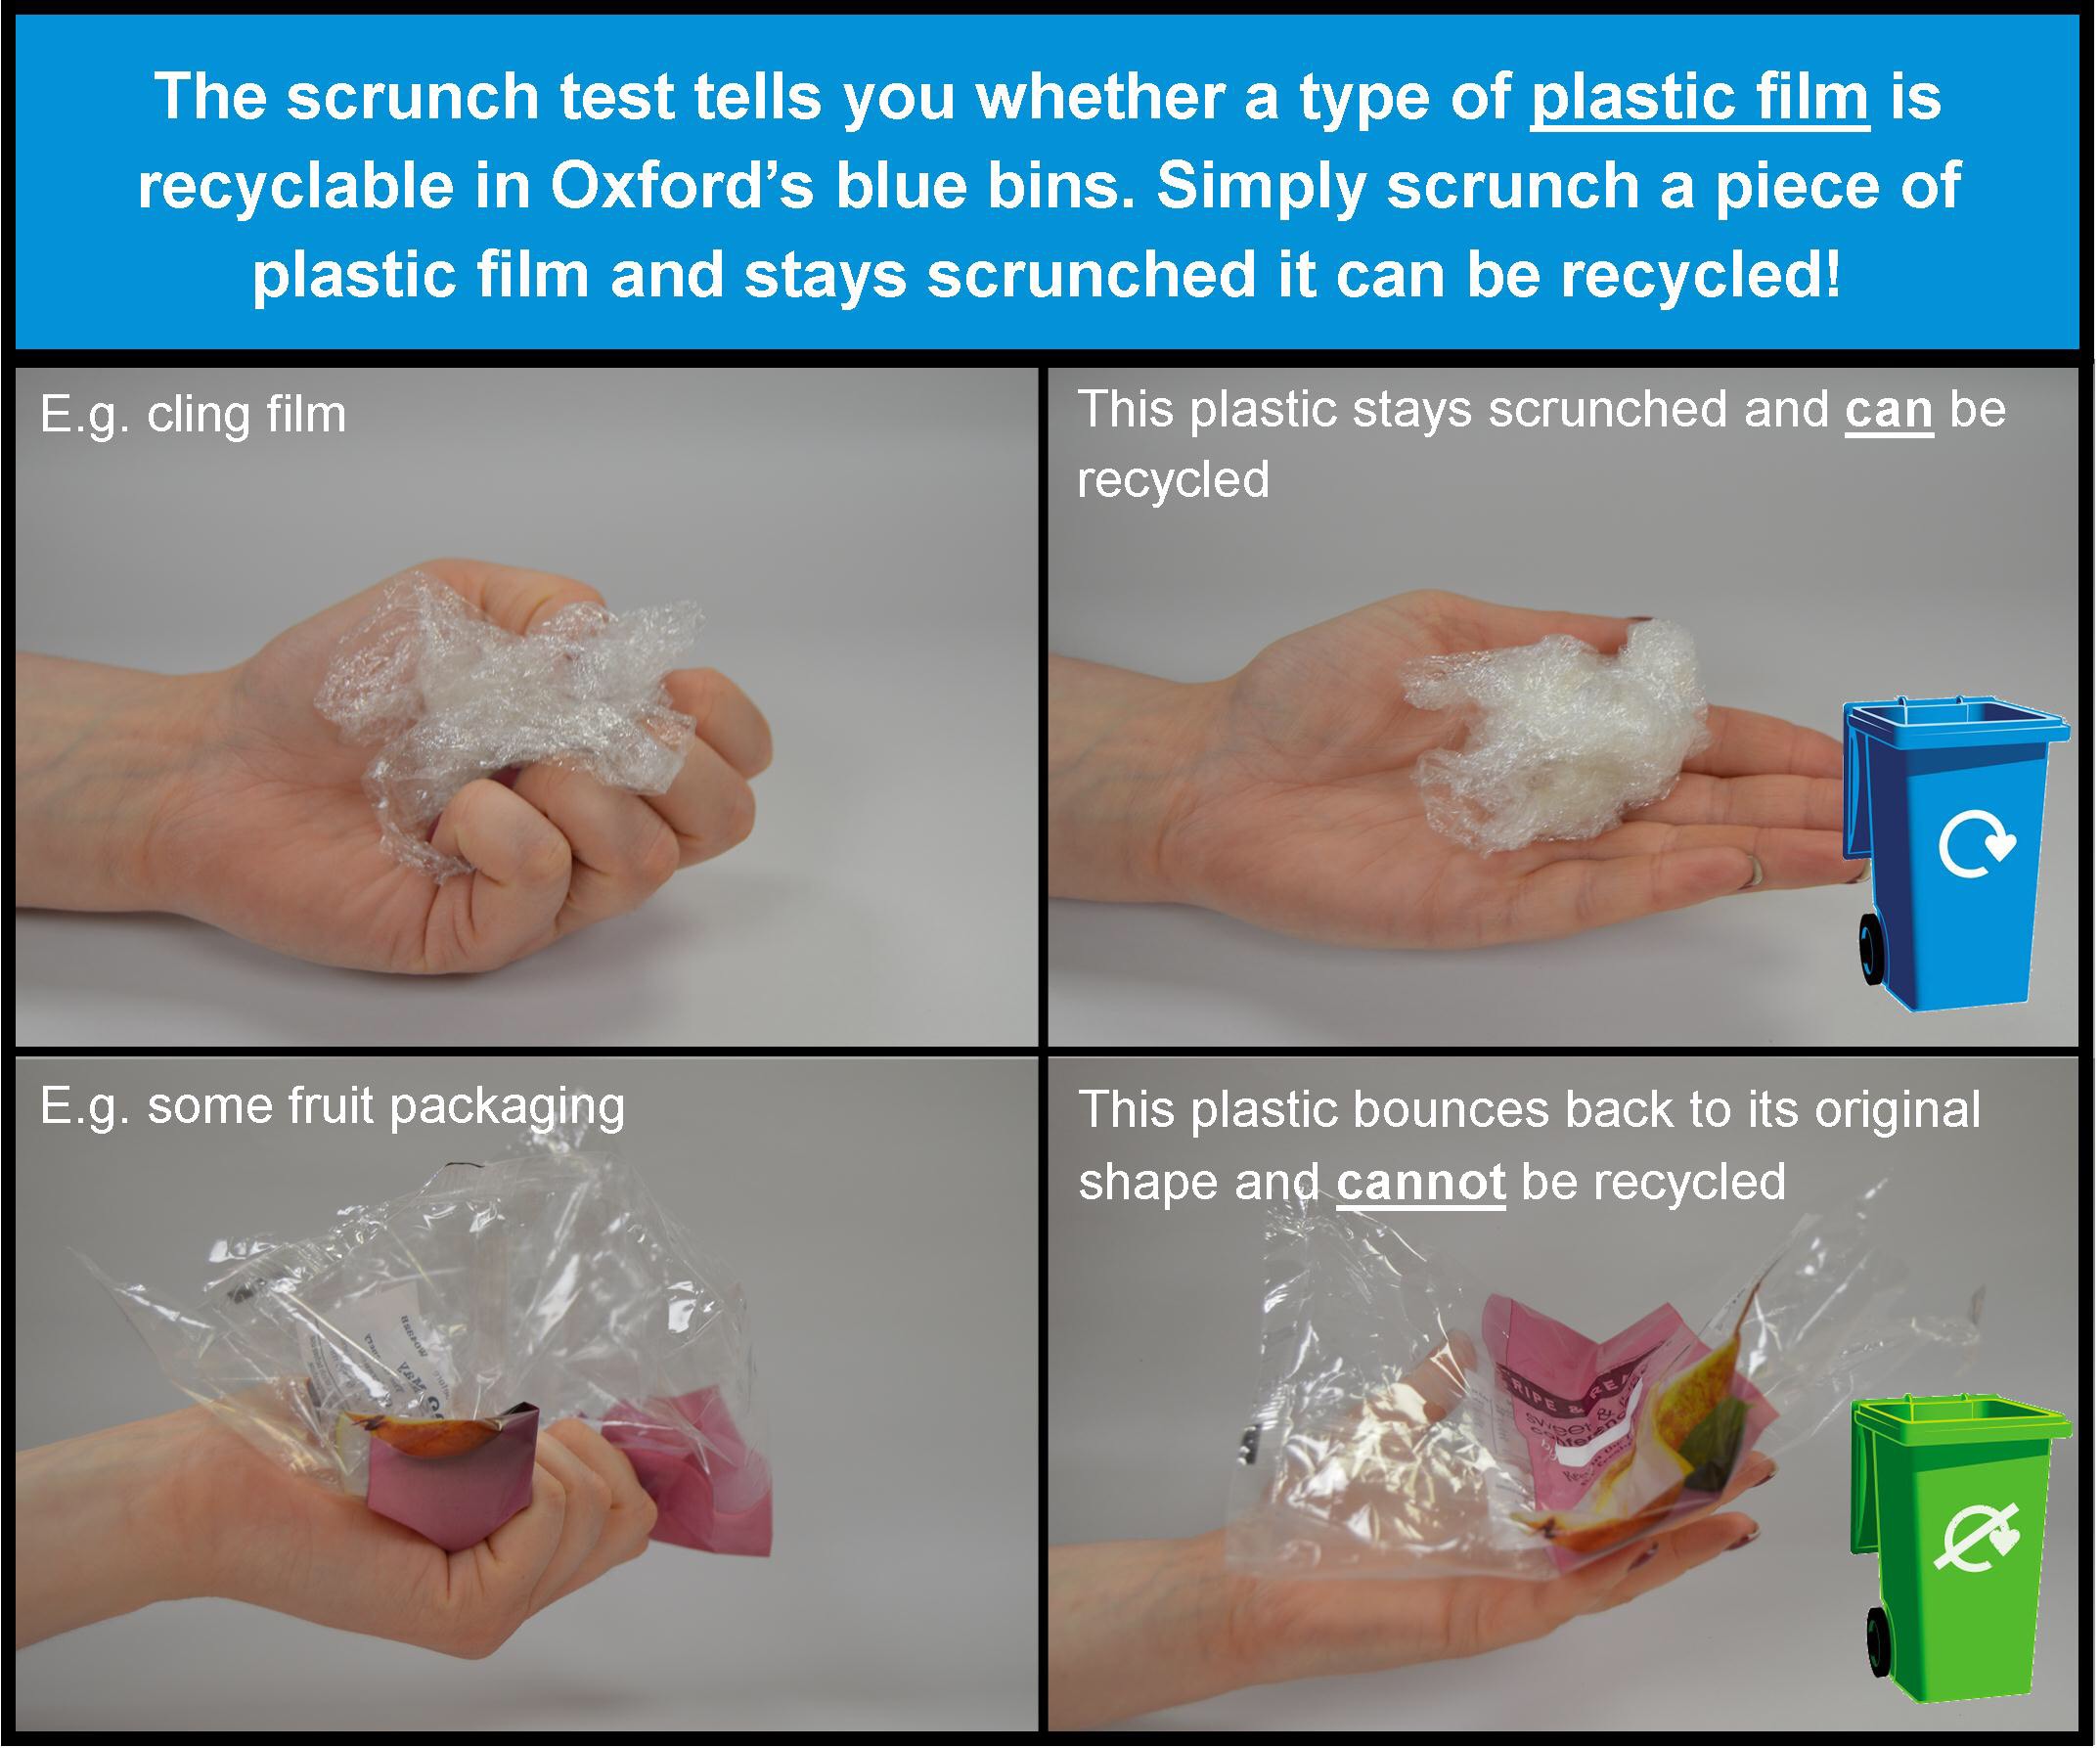 The scrunch test tells you whether a type of plastic film is
recyclable in Oxford’s blue bins. Simply scrunch a piece of
plastic film and stays scrunched it can be recycled!
E.g. cling film
This plastic stays scrunched and can be
recycled
E.g. some fruit packaging
This plastic bounces back to its original
shape and cannot be recycled
RIPE &
sweet &